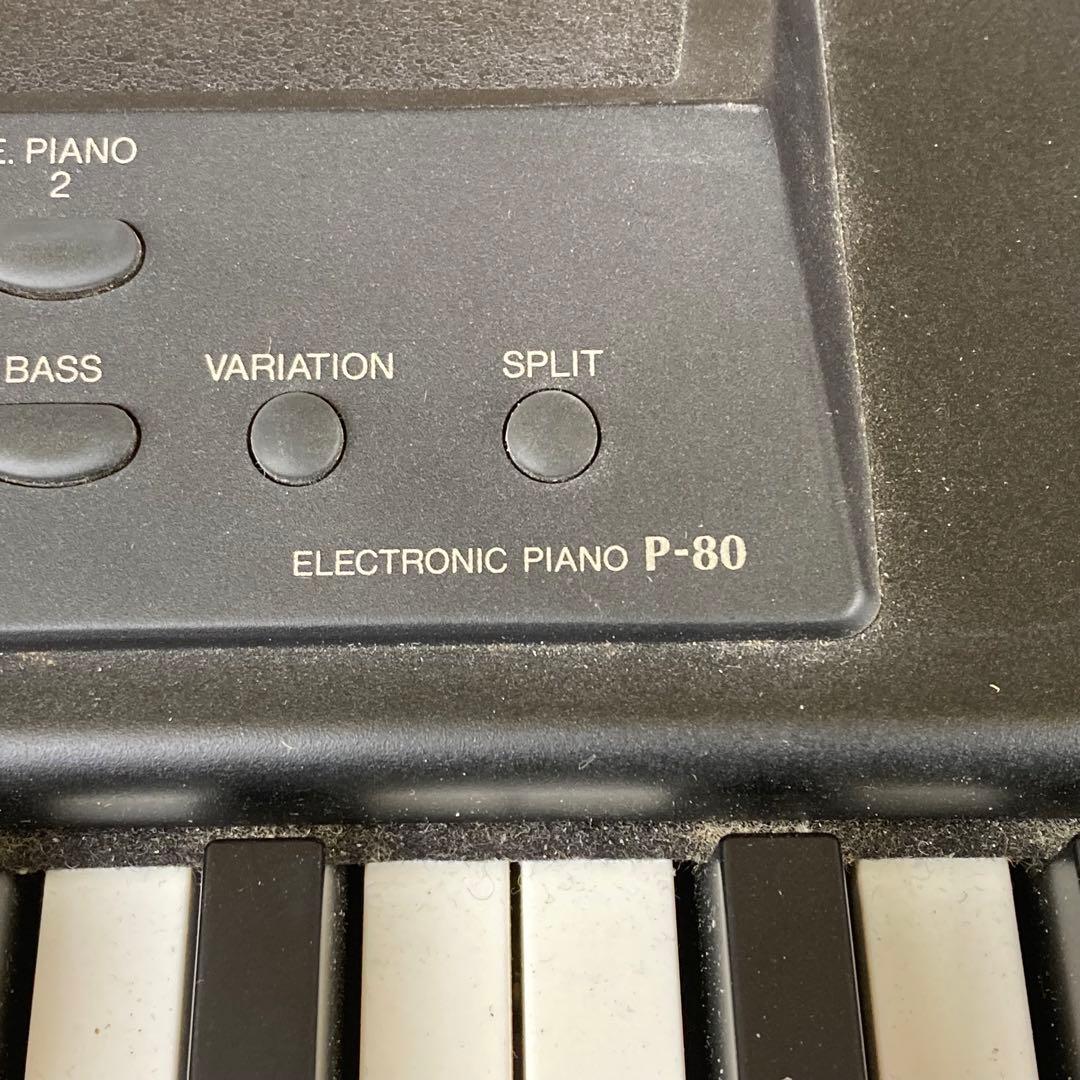 E. PIANO
2
BASS VARIATION SPLIT
ELECTRONIC PIANO P-80